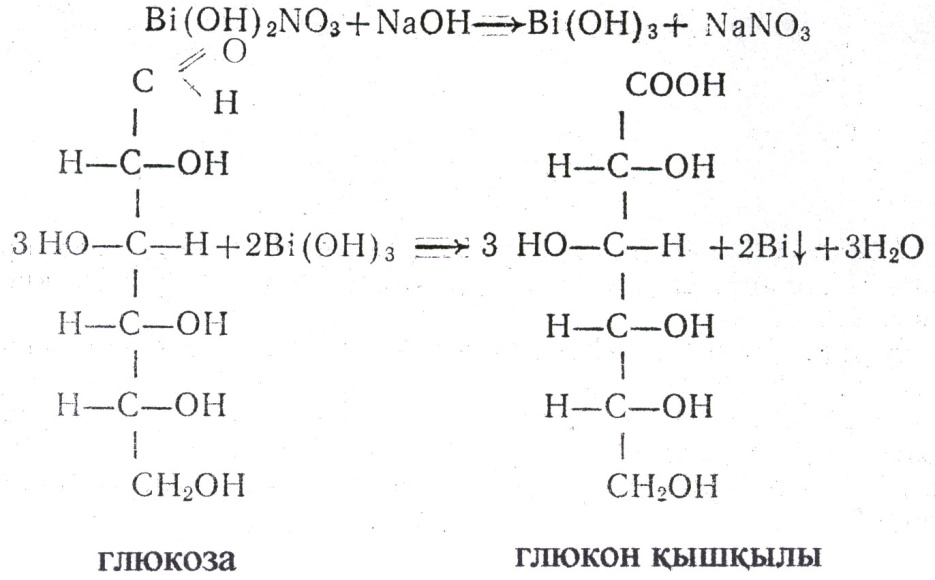 Bi(OH)₂NO₃+NaOH⟶Bi(OH)₃+ NaNO₃
C O H COOH
H—C—OH H—C—OH
3 HO—C—H+2Bi(OH)₃ ⟶ 3 HO—C—H +2Bi↓+3H₂O
H—C—OH H—C—OH
H—C—OH H—C—OH
CH₂OH CH₂OH
глюкоза глюкон қышқылы